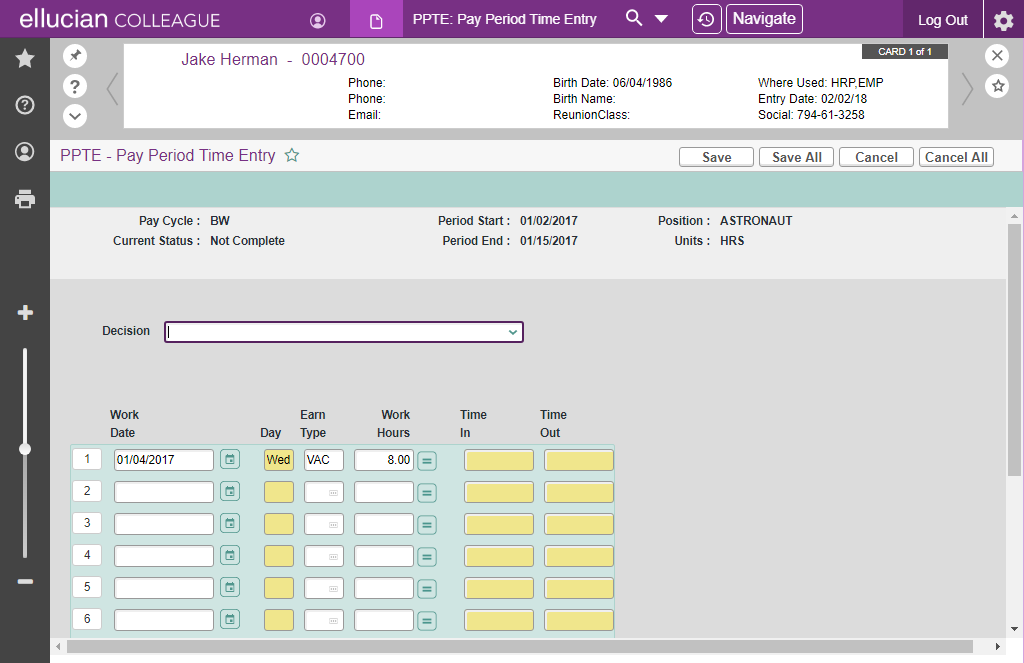 ellucian COLLEAGUE PPTE: Pay Period Time Entry Navigate Log Out
CARD 1 of 1
Jake Herman - 0004700
Phone: Birth Date: 06/04/1986 Where Used: HRP,EMP
Phone: Birth Name: Entry Date: 02/02/18
Email: ReunionClass: Social: 794-61-3258
PPTE - Pay Period Time Entry Save Save All Cancel Cancel All
Pay Cycle : BW Period Start : 01/02/2017 Position : ASTRONAUT
Current Status : Not Complete Period End : 01/15/2017 Units : HRS
Decision
Work Earn Work Time Time
Date Day Type Hours In Out
1 01/04/2017 Wed VAC 8.00
2
3
4
5
6